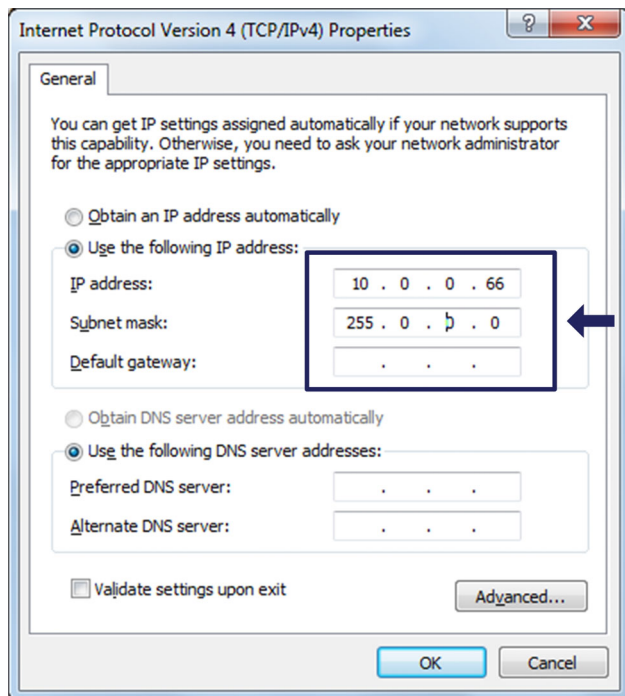 Internet Protocol Version 4 (TCP/IPv4) Properties
General
You can get IP settings assigned automatically if your network supports
this capability. Otherwise, you need to ask your network administrator
for the appropriate IP settings.
Obtain an IP address automatically
Use the following IP address:
IP address: 10 . 0 . 0 . 66
Subnet mask: 255 . 0 . 0 . 0
Default gateway: . . .
Obtain DNS server address automatically
Use the following DNS server addresses:
Preferred DNS server: . . .
Alternate DNS server: . . .
Validate settings upon exit
Advanced...
OK Cancel